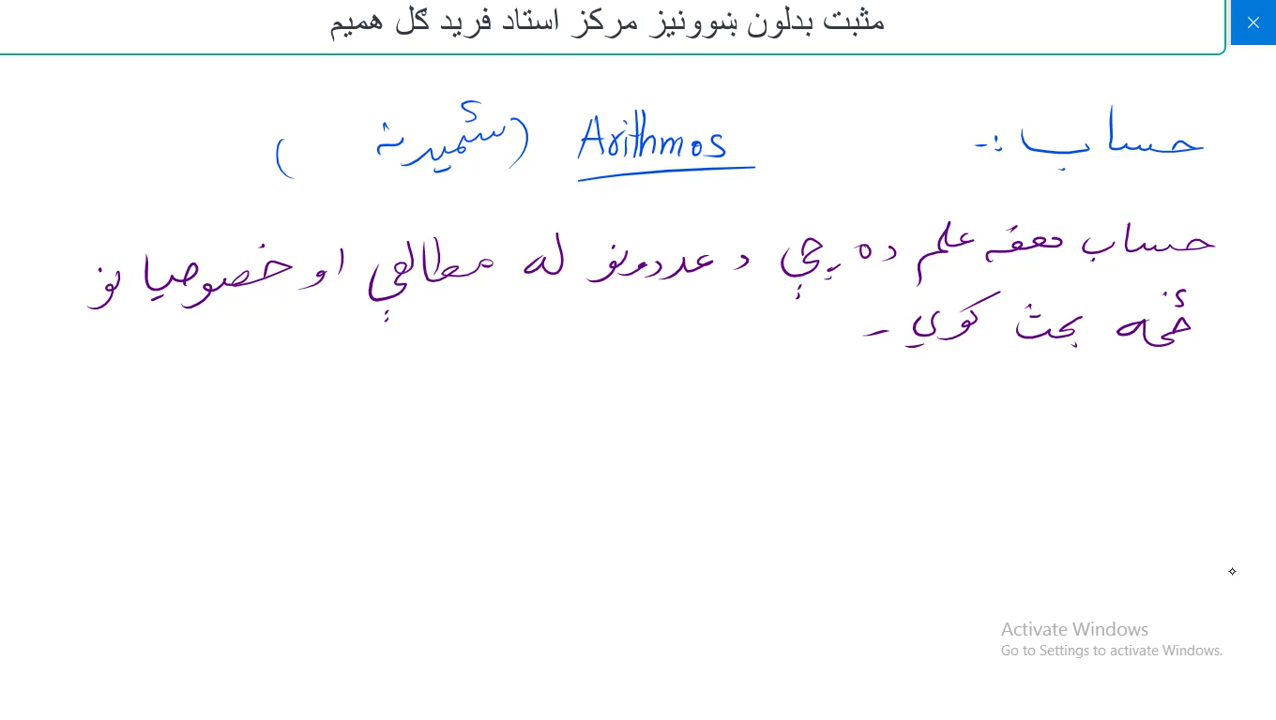 مثبت بدلون ښوونیز مرکز استاد فرید ګل همیم
حساب :- Arithmos (شمیرنه)
حساب هغه علم ده چې د عددونو له مطالعې او خصوصیاتو
څخه بحث کوي -
Activate Windows
Go to Settings to activate Windows.